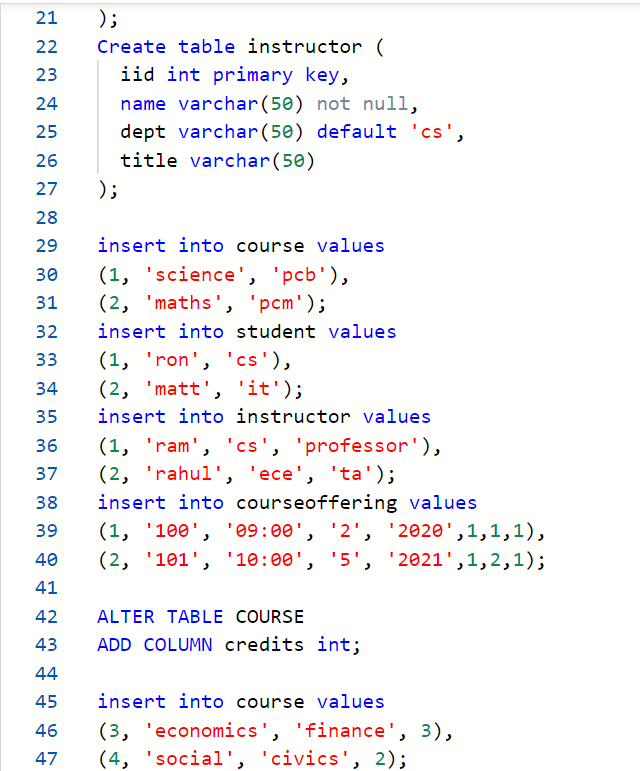 21 );
22 Create table instructor (
23 iid int primary key,
24 name varchar(50) not null,
25 dept varchar(50) default 'cs',
26 title varchar(50)
27 );
28
29 insert into course values
30 (1, 'science', 'pcb'),
31 (2, 'maths', 'pcm');
32 insert into student values
33 (1, 'ron', 'cs'),
34 (2, 'matt', 'it');
35 insert into instructor values
36 (1, 'ram', 'cs', 'professor'),
37 (2, 'rahul', 'ece', 'ta');
38 insert into courseoffering values
39 (1, '100', '09:00', '2', '2020',1,1,1),
40 (2, '101', '10:00', '5', '2021',1,2,1);
41
42 ALTER TABLE COURSE
43 ADD COLUMN credits int;
44
45 insert into course values
46 (3, 'economics', 'finance', 3),
47 (4, 'social', 'civics', 2);